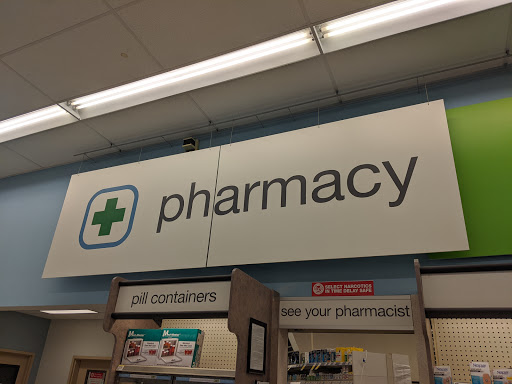 pharmacy
SELECT NARCOTICS
IN TIME DELAY SAFE
pill containers
see your pharmacist